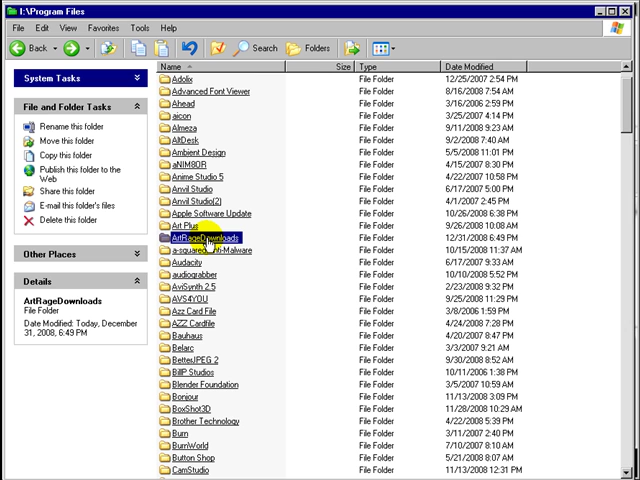 I:\Program Files
File Edit View Favorites Tools Help
Back Search Folders
System Tasks
File and Folder Tasks
Rename this folder
Move this folder
Copy this folder
Publish this folder to the
Web
Share this folder
E-mail this folder's files
Delete this folder
Other Places
Details
ArtRageDownloads
File Folder
Date Modified: Today, December
31, 2008, 6:49 PM
Name Size Type Date Modified
Adolix File Folder 12/25/2007 2:54 PM
Advanced Font Viewer File Folder 8/16/2008 7:54 AM
Ahead File Folder 3/16/2006 2:59 PM
aicon File Folder 3/25/2007 4:14 PM
Almeza File Folder 9/11/2008 9:23 AM
AltDesk File Folder 9/2/2008 7:40 AM
Ambient Design File Folder 5/5/2008 11:01 PM
aNIM8OR File Folder 4/15/2007 8:30 PM
Anime Studio 5 File Folder 4/22/2008 10:58 PM
Anvil Studio File Folder 6/17/2007 5:00 PM
Anvil Studio(2) File Folder 4/1/2007 2:45 PM
Apple Software Update File Folder 10/26/2008 6:38 PM
Art Plus File Folder 9/26/2008 10:08 AM
ArtRageDownloads File Folder 12/31/2008 6:49 PM
a-squared Anti-Malware File Folder 10/15/2008 11:37 AM
Audacity File Folder 6/17/2007 9:33 AM
audiograbber File Folder 10/10/2008 5:52 PM
AviSynth 2.5 File Folder 2/23/2008 9:32 PM
AVS4YOU File Folder 9/25/2008 11:29 PM
Azz Card File File Folder 3/8/2006 1:59 PM
AZZ Cardfile File Folder 4/24/2008 7:28 PM
Bauhaus File Folder 4/20/2007 8:47 PM
Belarc File Folder 3/3/2007 9:21 AM
BetterJPEG 2 File Folder 9/30/2008 8:52 AM
BillP Studios File Folder 10/11/2006 1:38 PM
Blender Foundation File Folder 3/5/2007 10:59 AM
Bonjour File Folder 11/13/2008 3:09 PM
BoxShot3D File Folder 11/28/2008 10:29 AM
Brother Technology File Folder 4/22/2008 5:39 PM
Burn File Folder 3/11/2007 2:40 PM
BurnWorld File Folder 7/10/2007 8:10 AM
Button Shop File Folder 5/21/2008 8:07 AM
CamStudio File Folder 11/13/2008 12:31 PM